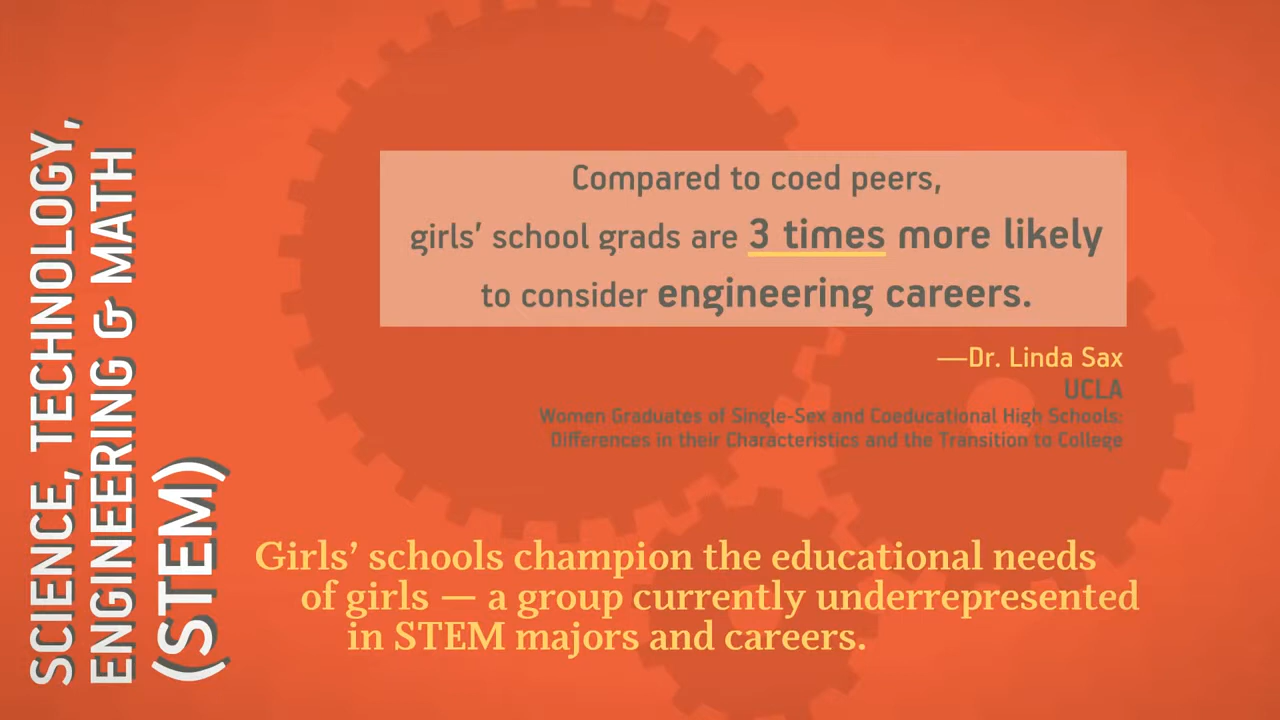 SCIENCE, TECHNOLOGY,
ENGINEERING & MATH
(STEM)
Compared to coed peers,
girls’ school grads are 3 times more likely
to consider engineering careers.
—Dr. Linda Sax
UCLA
Women Graduates of Single-Sex and Coeducational High Schools:
Differences in their Characteristics and the Transition to College
Girls’ schools champion the educational needs
of girls — a group currently underrepresented
in STEM majors and careers.